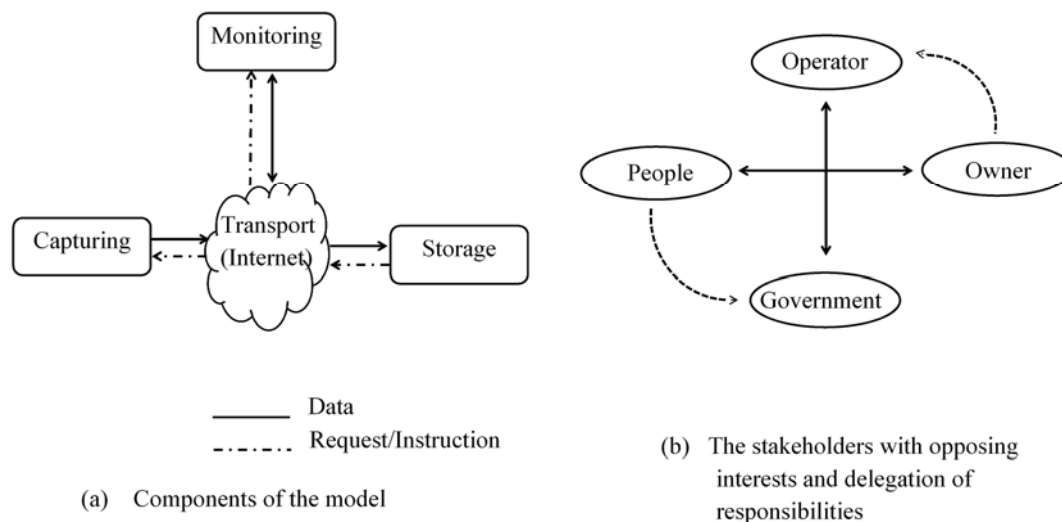 Monitoring
Capturing
Transport
(Internet)
Storage
Data
Request/Instruction
(a) Components of the model
Operator
People
Owner
Government
(b) The stakeholders with opposing
interests and delegation of
responsibilities